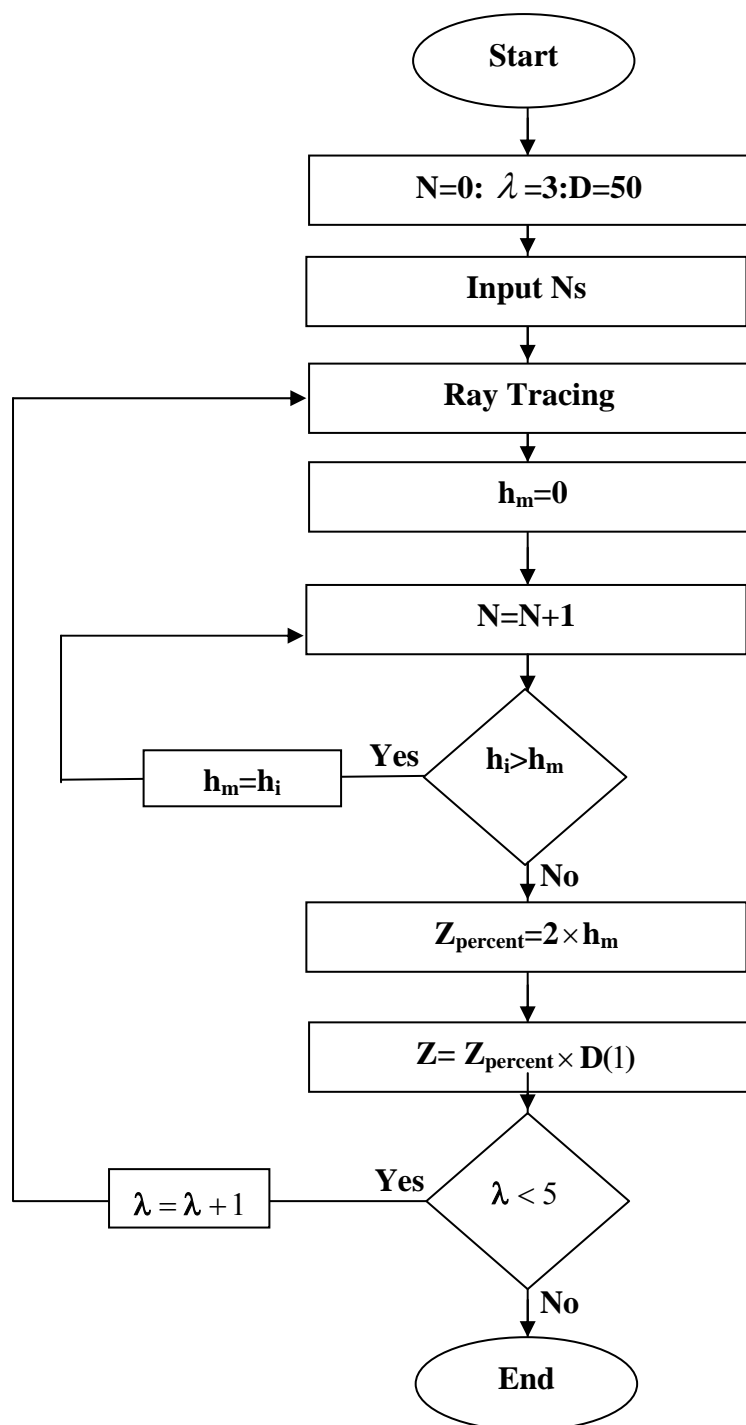 Start
N=0: λ=3:D=50
Input Ns
Ray Tracing
hₘ=0
N=N+1
Yes
hᵢ>hₘ
hₘ=hᵢ
No
Zₚₑᵣcₑₙₜ=2×hₘ
Z= Zₚₑᵣcₑₙₜ×D(1)
Yes
λ < 5
λ = λ + 1
No
End